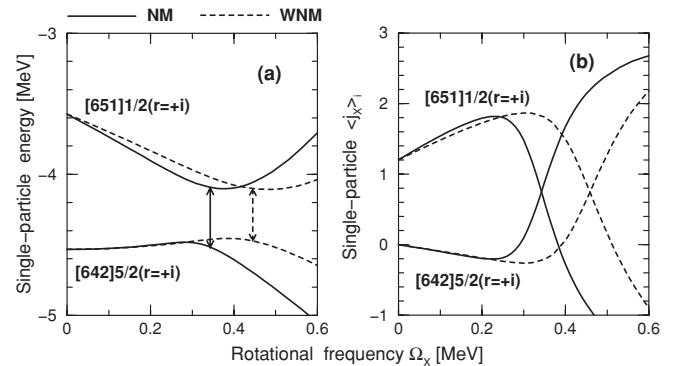 NM WNM
(a)
[651]1/2(r=+i)
[642]5/2(r=+i)
Single−particle energy [MeV]
−3
−4
−5
0 0.2 0.4 0.6
(b)
[651]1/2(r=+i)
[642]5/2(r=+i)
Single−particle <jx>i
3
2
1
0
−1
0 0.2 0.4 0.6
Rotational frequency Ωx [MeV]